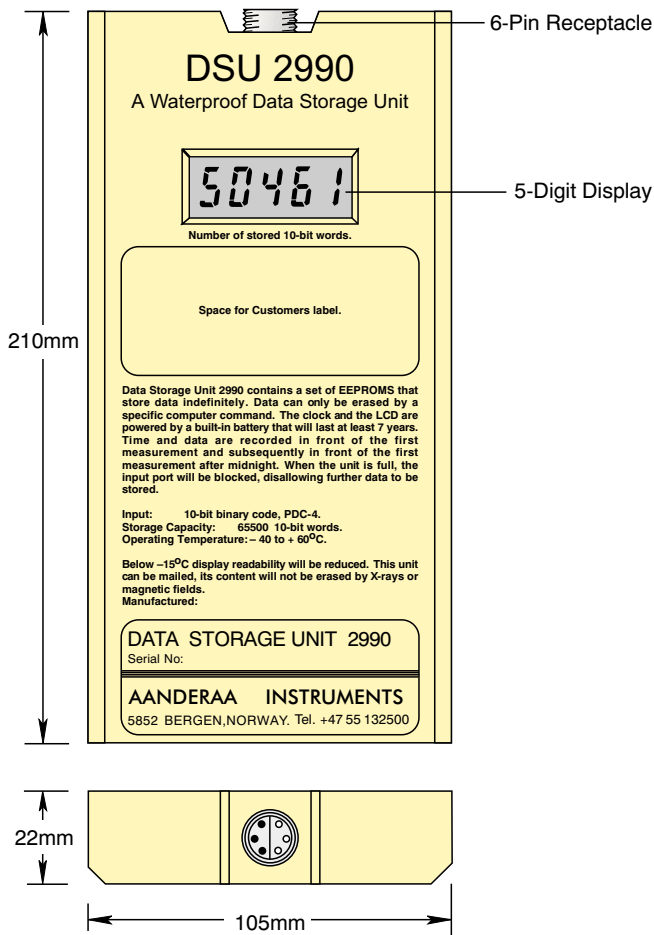 6-Pin Receptacle
DSU 2990
A Waterproof Data Storage Unit
50461
5-Digit Display
Number of stored 10-bit words.
Space for Customers label.
210mm
Data Storage Unit 2990 contains a set of EEPROMS that
store data indefinitely. Data can only be erased by a
specific computer command. The clock and the LCD are
powered by a built-in battery that will last at least 7 years.
Time and data are recorded in front of the first
measurement and subsequently in front of the first
measurement after midnight. When the unit is full, the
input port will be blocked, disallowing further data to be
stored.
Input: 10-bit binary code, PDC-4.
Storage Capacity: 65500 10-bit words.
Operating Temperature: – 40 to + 60°C.
Below –15°C display readability will be reduced. This unit
can be mailed, its content will not be erased by X-rays or
magnetic fields.
Manufactured:
DATA STORAGE UNIT 2990
Serial No:
AANDERAA INSTRUMENTS
5852 BERGEN,NORWAY. Tel. +47 55 132500
22mm
105mm